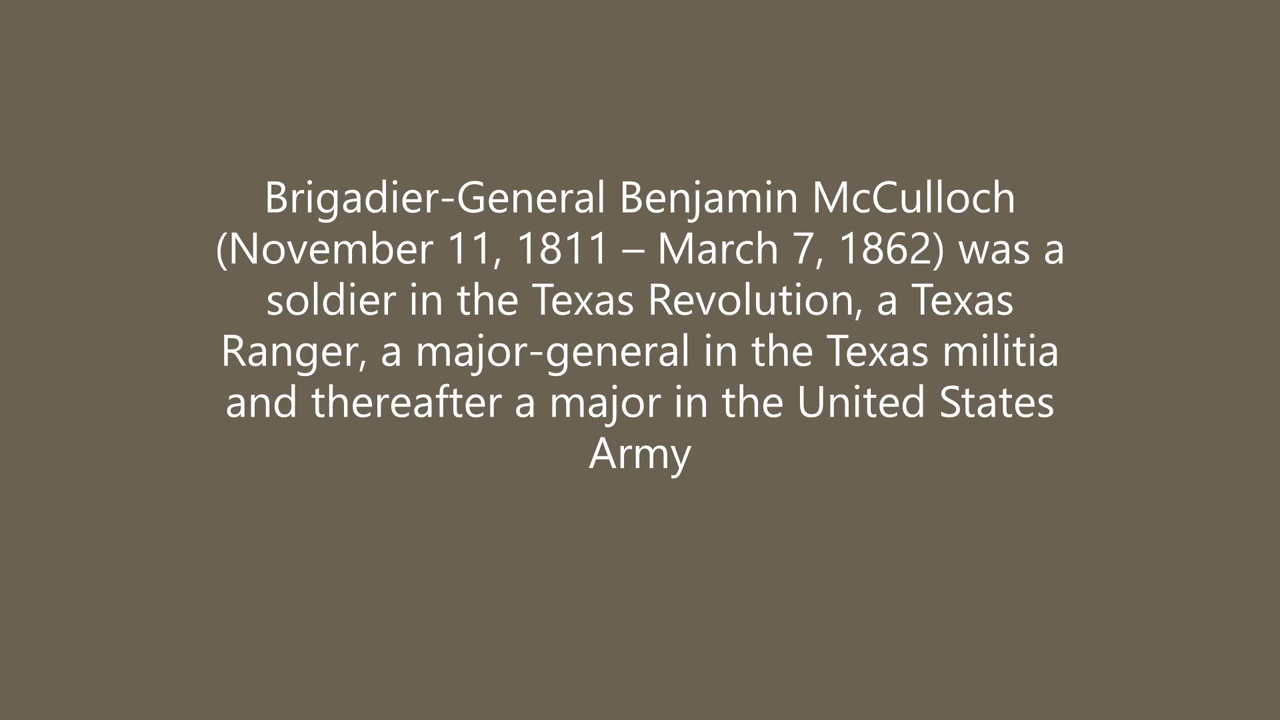 Brigadier-General Benjamin McCulloch
(November 11, 1811 – March 7, 1862) was a
soldier in the Texas Revolution, a Texas
Ranger, a major-general in the Texas militia
and thereafter a major in the United States
Army